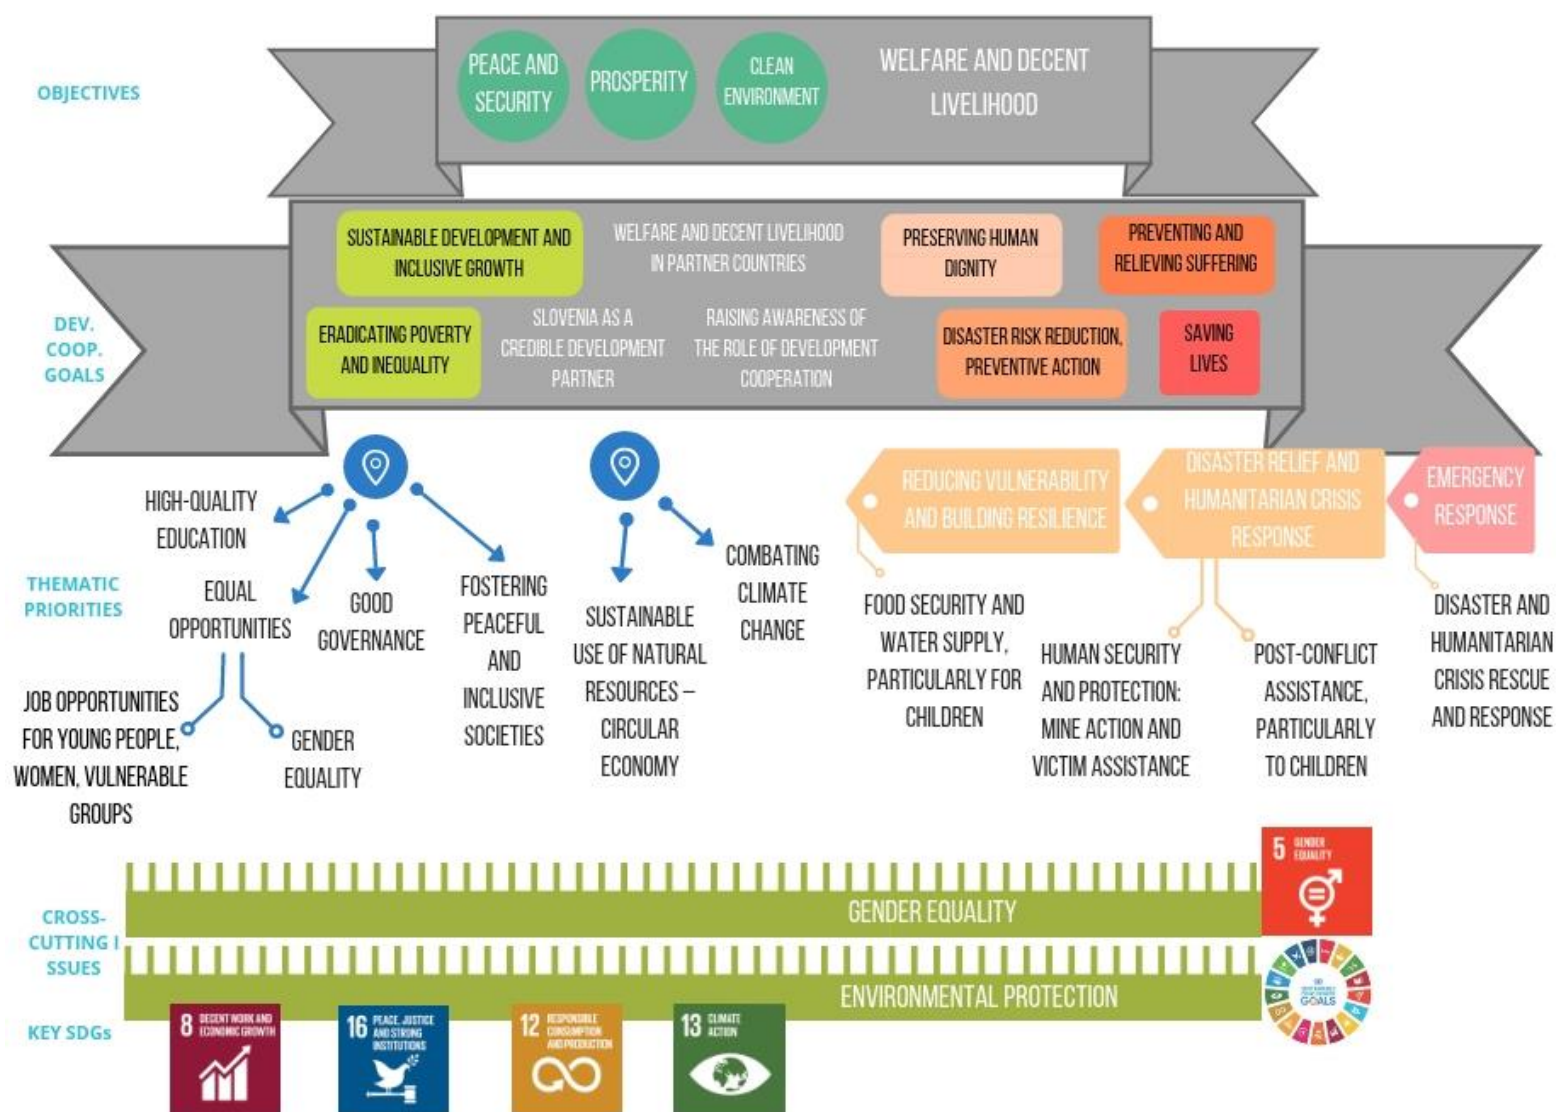 OBJECTIVES
PEACE AND
SECURITY
PROSPERITY
CLEAN
ENVIRONMENT
WELFARE AND DECENT
LIVELIHOOD
DEV.
COOP.
GOALS
SUSTAINABLE DEVELOPMENT AND
INCLUSIVE GROWTH
WELFARE AND DECENT LIVELIHOOD
IN PARTNER COUNTRIES
PRESERVING HUMAN
DIGNITY
PREVENTING AND
RELIEVING SUFFERING
ERADICATING POVERTY
AND INEQUALITY
SLOVENIA AS A
CREDIBLE DEVELOPMENT
PARTNER
RAISING AWARENESS OF
THE ROLE OF DEVELOPMENT
COOPERATION
DISASTER RISK REDUCTION,
PREVENTIVE ACTION
SAVING
LIVES
THEMATIC
PRIORITIES
HIGH-QUALITY
EDUCATION
EQUAL
OPPORTUNITIES
JOB OPPORTUNITIES
FOR YOUNG PEOPLE,
WOMEN, VULNERABLE
GROUPS
GENDER
EQUALITY
GOOD
GOVERNANCE
FOSTERING
PEACEFUL
AND
INCLUSIVE
SOCIETIES
SUSTAINABLE
USE OF NATURAL
RESOURCES –
CIRCULAR
ECONOMY
COMBATING
CLIMATE
CHANGE
REDUCING VULNERABILITY
AND BUILDING RESILIENCE
FOOD SECURITY AND
WATER SUPPLY,
PARTICULARLY FOR
CHILDREN
DISASTER RELIEF AND
HUMANITARIAN CRISIS
RESPONSE
HUMAN SECURITY
AND PROTECTION:
MINE ACTION AND
VICTIM ASSISTANCE
POST-CONFLICT
ASSISTANCE,
PARTICULARLY
TO CHILDREN
EMERGENCY
RESPONSE
DISASTER AND
HUMANITARIAN
CRISIS RESCUE
AND RESPONSE
CROSS-
CUTTING I
SSUES
GENDER EQUALITY
5 GENDER
EQUALITY
ENVIRONMENTAL PROTECTION
GOALS
KEY SDGs
8 DECENT WORK AND
ECONOMIC GROWTH
16 PEACE, JUSTICE
AND STRONG
INSTITUTIONS
12 RESPONSIBLE
CONSUMPTION
AND PRODUCTION
13 CLIMATE
ACTION